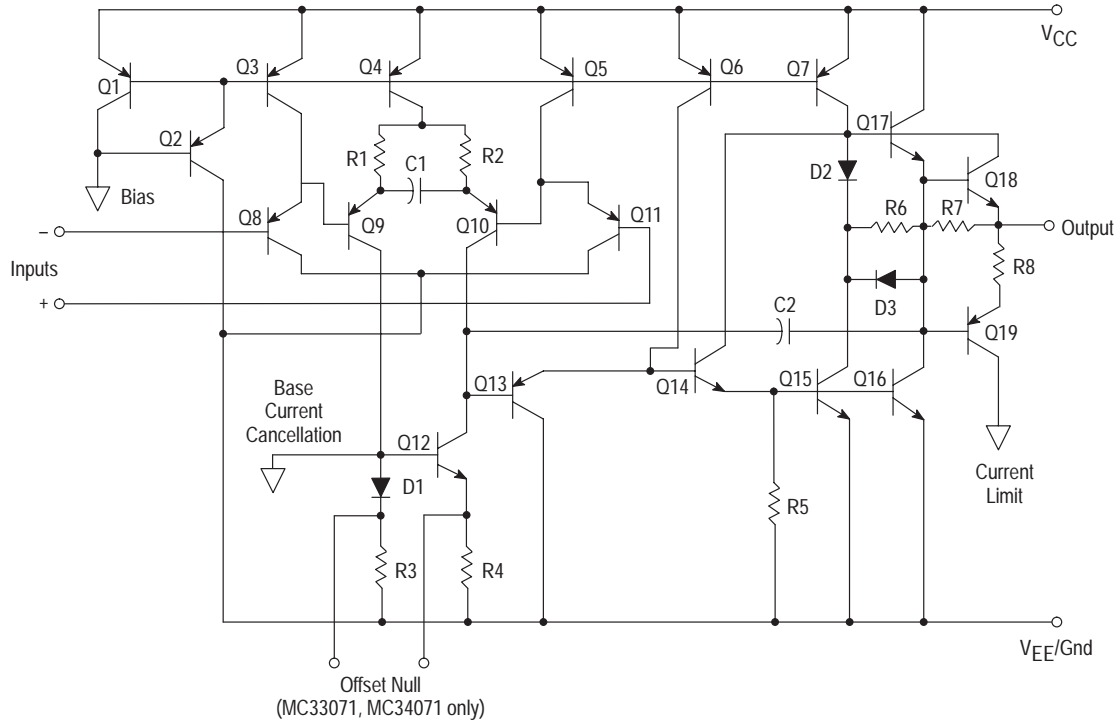 VCC
Q1
Q3
Q4
Q5
Q6
Q7
Q2
Q17
R1
C1
R2
D2
Q18
Bias
Q8
Q9
Q10
Q11
R6
R7
–
Output
Inputs
R8
+
D3
C2
Q19
Q13
Q14
Q15
Q16
Base
Current
Cancellation
Q12
Current
Limit
D1
R5
R3
R4
VEE/Gnd
Offset Null
(MC33071, MC34071 only)